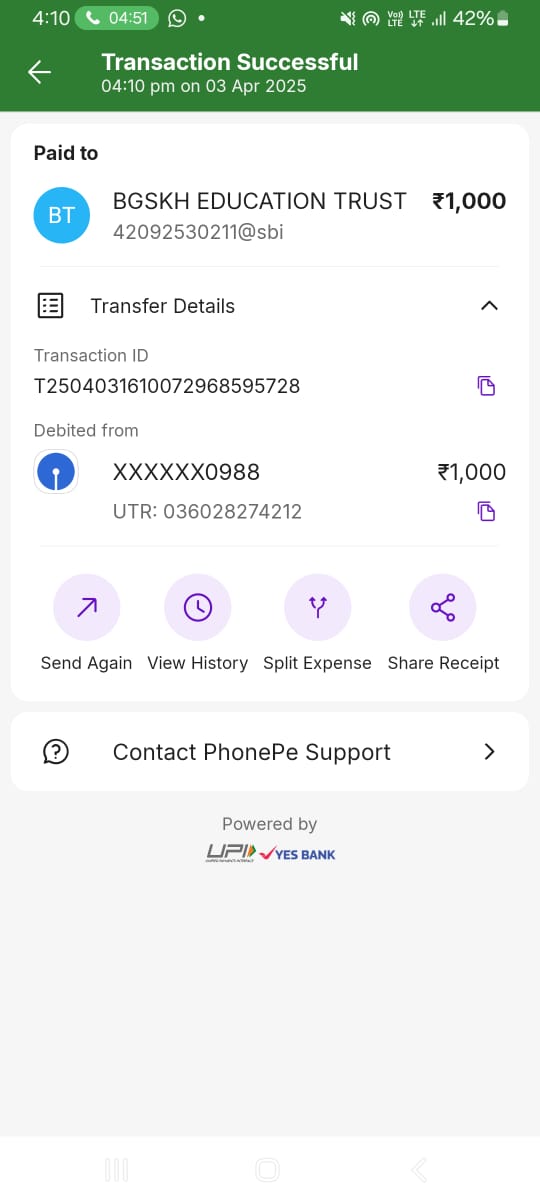 4:10 04:51 Vo)) LTE LTE 42%
Transaction Successful
04:10 pm on 03 Apr 2025
Paid to
BT BGSKH EDUCATION TRUST ₹1,000
42092530211@sbi
Transfer Details
Transaction ID
T2504031610072968595728
Debited from
XXXXXX0988 ₹1,000
UTR: 036028274212
Send Again View History Split Expense Share Receipt
Contact PhonePe Support
Powered by
UPI YES BANK